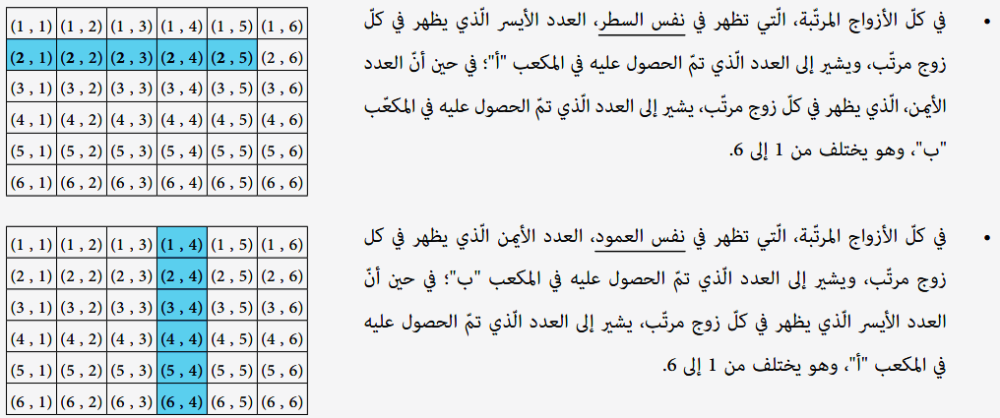 • في كلّ الأزواج المرتّبة، الّتي تظهر في نفس السطر، العدد الأيسر الّذي يظهر في كلّ
زوج مرتّب، ويشير إلى العدد الّذي تمّ الحصول عليه في المكعب "أ"؛ في حين أنّ العدد
الأيمن، الّذي يظهر في كلّ زوج مرتّب، يشير إلى العدد الّذي تمّ الحصول عليه في المكعّب
"ب"، وهو يختلف من 1 إلى 6.
(1 , 1) (1 , 2) (1 , 3) (1 , 4) (1 , 5) (1 , 6)
(2 , 1) (2 , 2) (2 , 3) (2 , 4) (2 , 5) (2 , 6)
(3 , 1) (3 , 2) (3 , 3) (3 , 4) (3 , 5) (3 , 6)
(4 , 1) (4 , 2) (4 , 3) (4 , 4) (4 , 5) (4 , 6)
(5 , 1) (5 , 2) (5 , 3) (5 , 4) (5 , 5) (5 , 6)
(6 , 1) (6 , 2) (6 , 3) (6 , 4) (6 , 5) (6 , 6)
• في كلّ الأزواج المرتّبة، الّتي تظهر في نفس العمود، العدد الأيمن الّذي يظهر في كل
زوج مرتّب، ويشير إلى العدد الّذي تمّ الحصول عليه في المكعب "ب"؛ في حين أنّ
العدد الأيسر الّذي يظهر في كلّ زوج مرتّب، يشير إلى العدد الّذي تمّ الحصول عليه
في المكعب "أ"، وهو يختلف من 1 إلى 6.
(1 , 1) (1 , 2) (1 , 3) (1 , 4) (1 , 5) (1 , 6)
(2 , 1) (2 , 2) (2 , 3) (2 , 4) (2 , 5) (2 , 6)
(3 , 1) (3 , 2) (3 , 3) (3 , 4) (3 , 5) (3 , 6)
(4 , 1) (4 , 2) (4 , 3) (4 , 4) (4 , 5) (4 , 6)
(5 , 1) (5 , 2) (5 , 3) (5 , 4) (5 , 5) (5 , 6)
(6 , 1) (6 , 2) (6 , 3) (6 , 4) (6 , 5) (6 , 6)